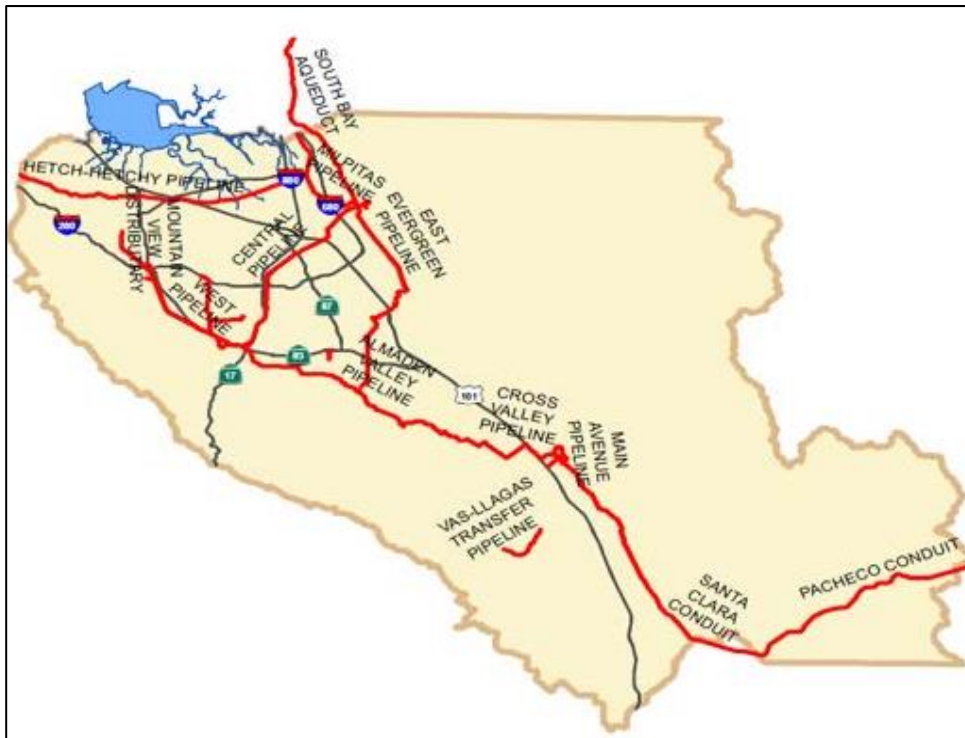 SOUTH BAY
AQUEDUCT
MILPITAS
PIPELINE
HETCH-HETCHY PIPELINE
880
680
280
EAST
EVERGREEN
PIPELINE
MOUNTAIN
VIEW
DISTRIBUTARY
CENTRAL
PIPELINE
WEST
PIPELINE
87
85
17
ALMADEN
VALLEY
PIPELINE
101
CROSS
VALLEY
PIPELINE
MAIN
AVENUE
PIPELINE
VAS-LLAGAS
TRANSFER
PIPELINE
SANTA
CLARA
CONDUIT
PACHECO CONDUIT